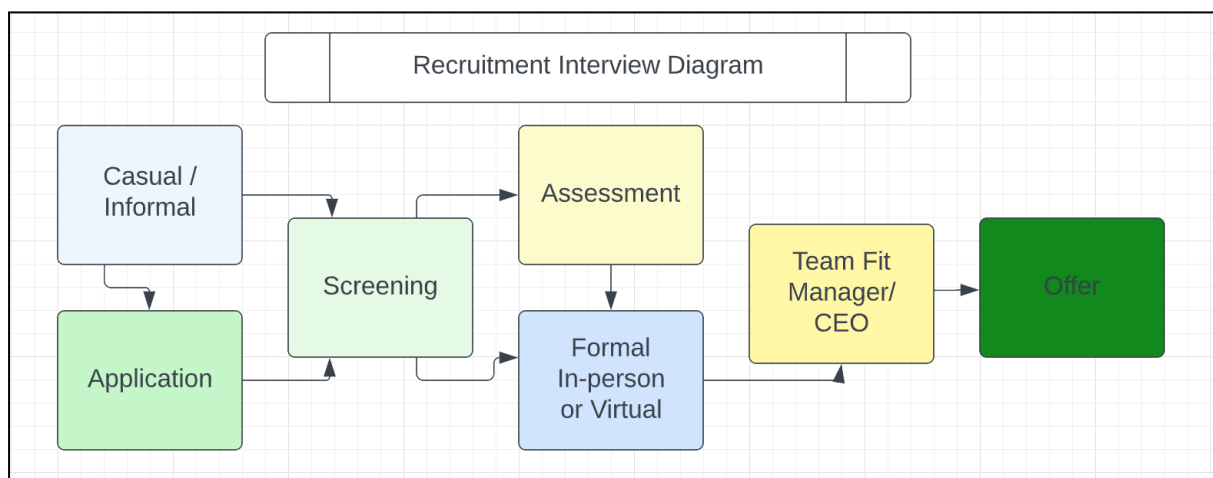 Recruitment Interview Diagram
Casual /
Informal
Application
Screening
Assessment
Formal
In-person
or Virtual
Team Fit
Manager/
CEO
Offer